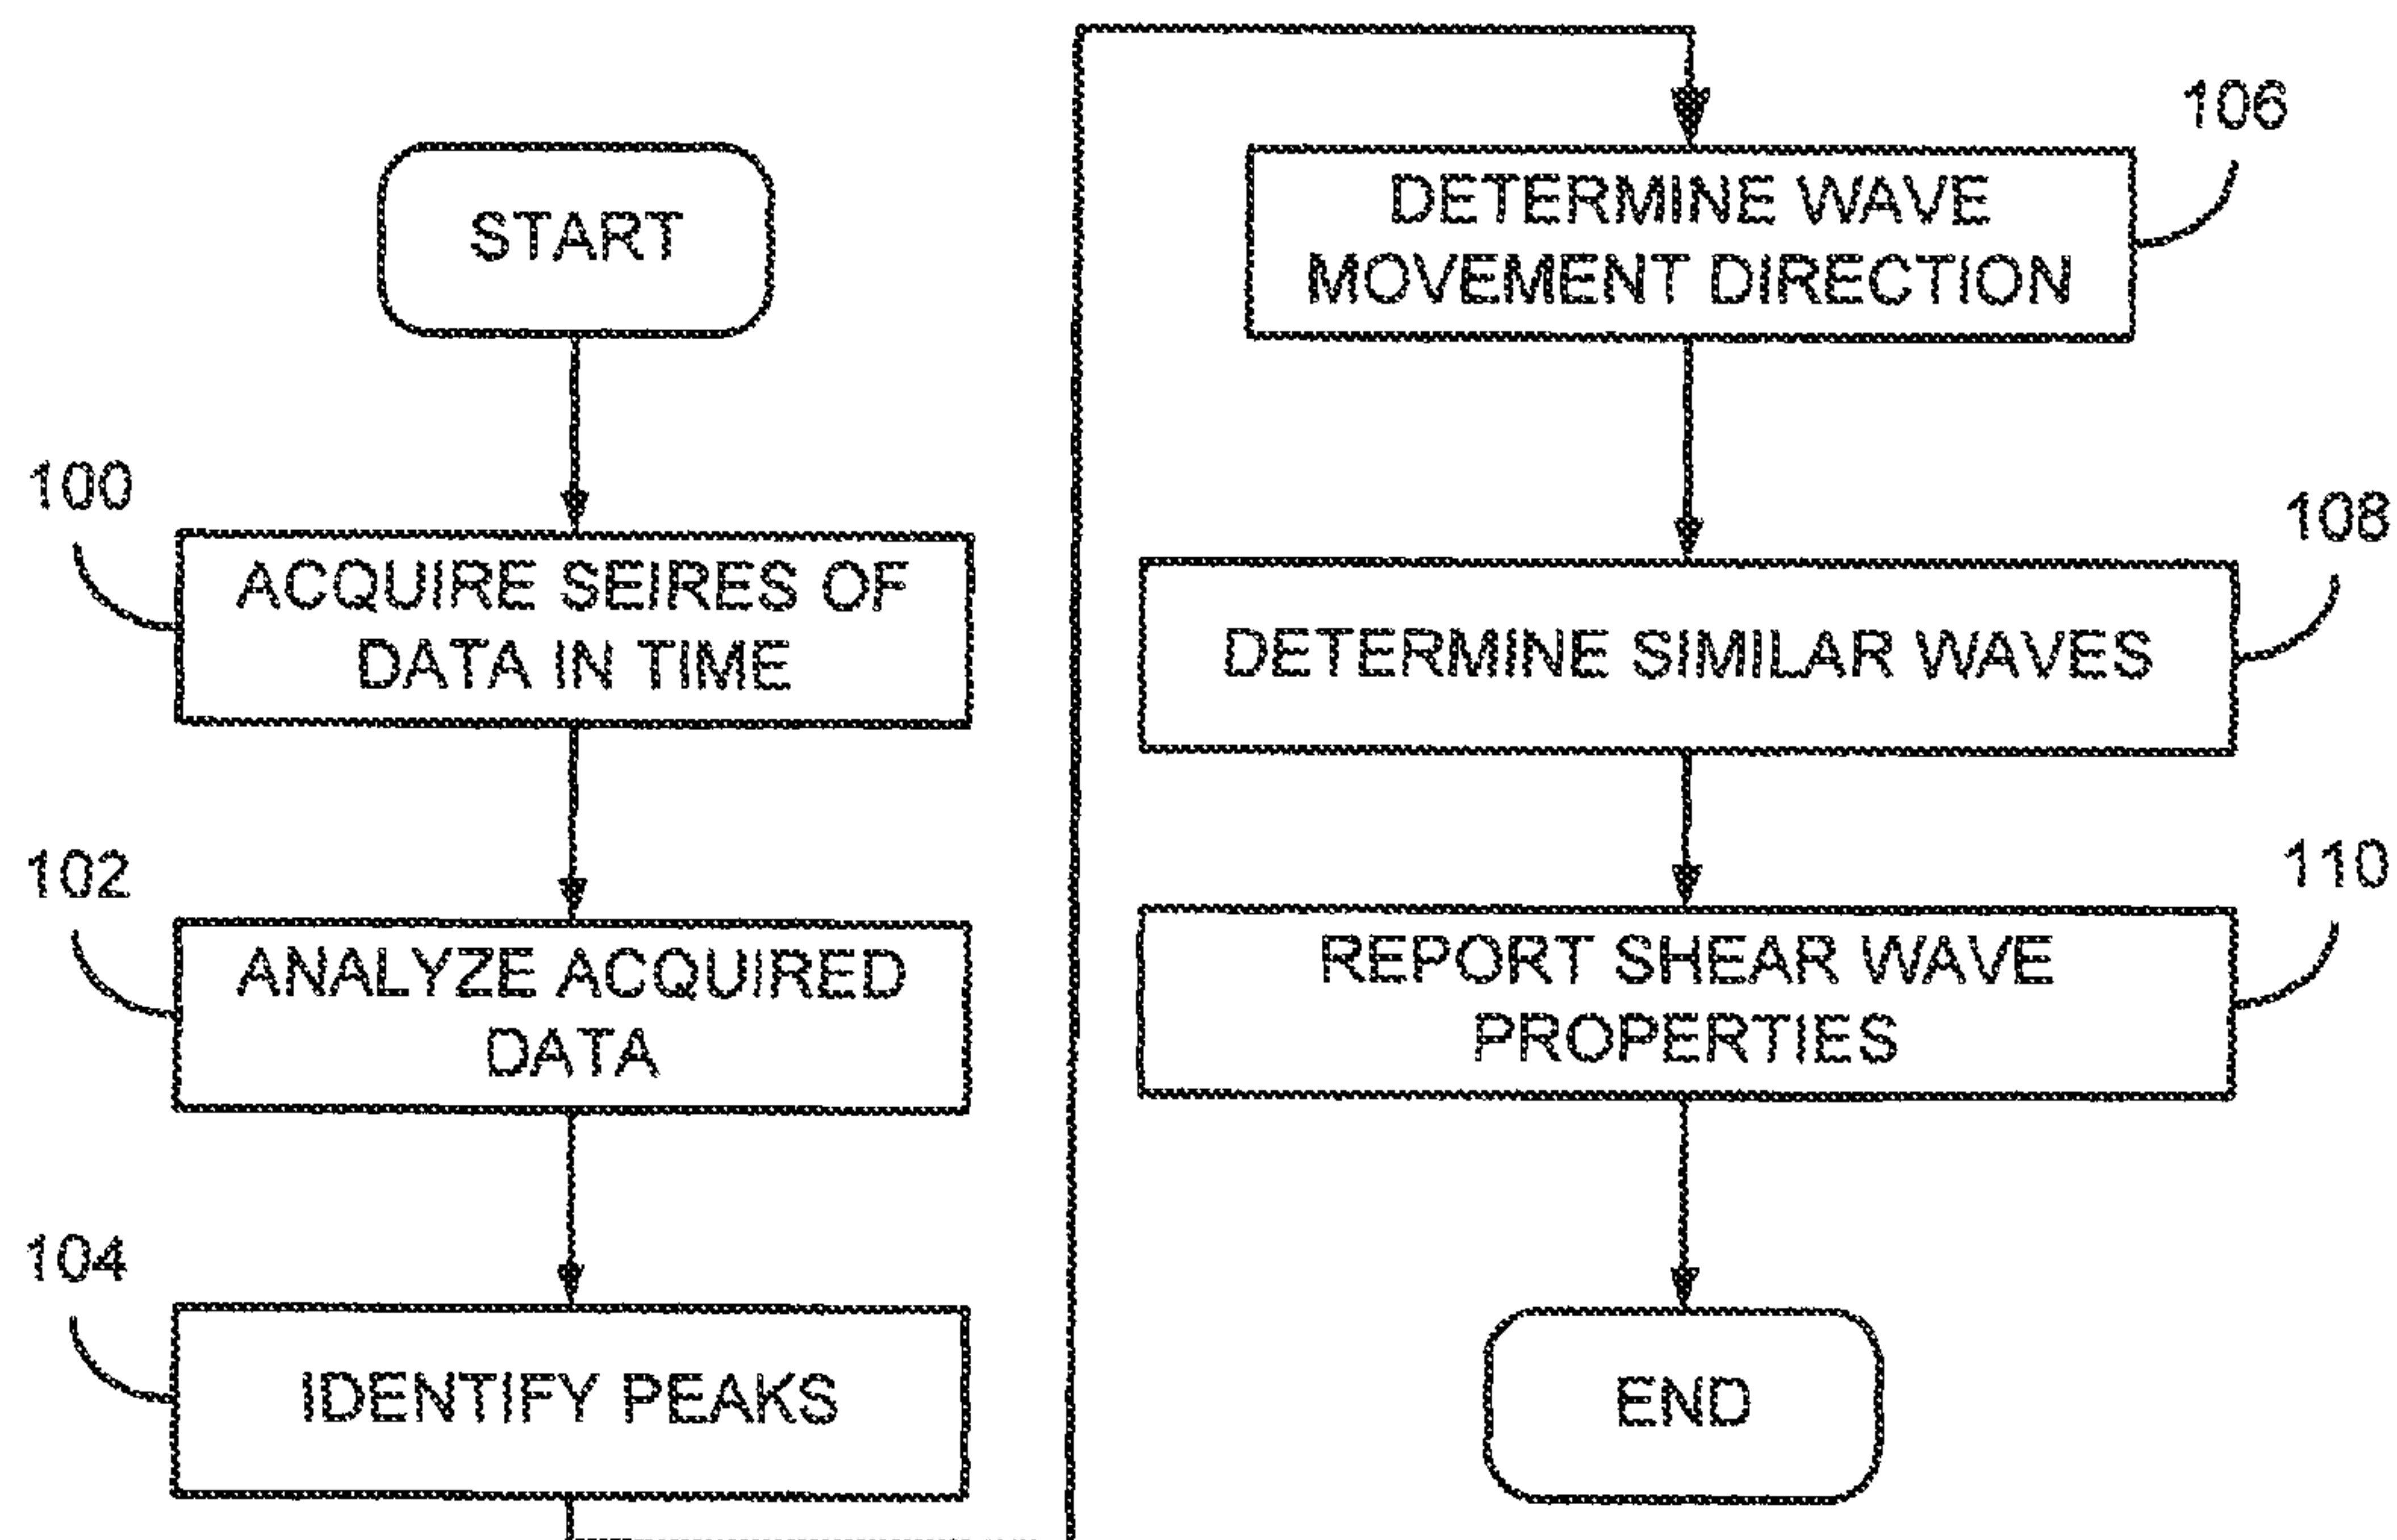 START
100
ACQUIRE SEIRES OF
DATA IN TIME
102
ANALYZE ACQUIRED
DATA
104
IDENTIFY PEAKS
106
DETERMINE WAVE
MOVEMENT DIRECTION
108
DETERMINE SIMILAR WAVES
110
REPORT SHEAR WAVE
PROPERTIES
END